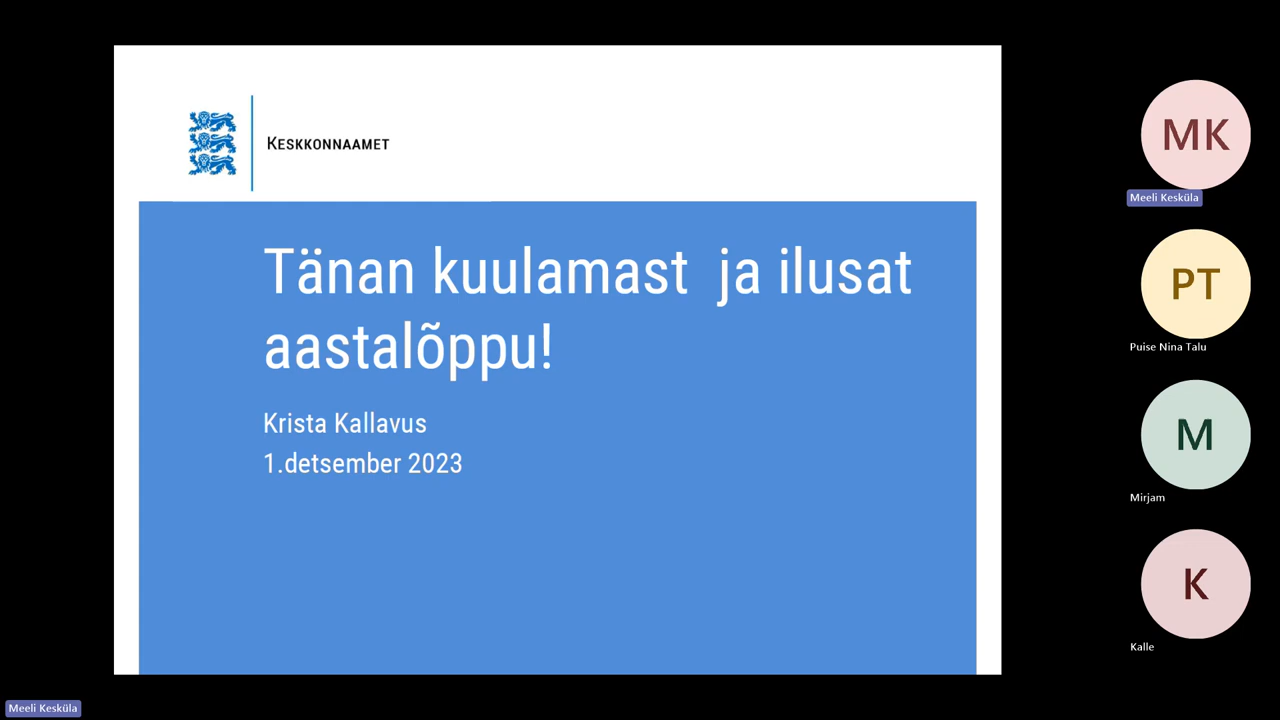 KESKKONNAAMET
Tänan kuulamast  ja ilusat
aastalõppu!
Krista Kallavus
1.detsember 2023
MK
Meeli Kesküla
PT
Puise Nina Talu
M
Mirjam
K
Kalle
Meeli Kesküla